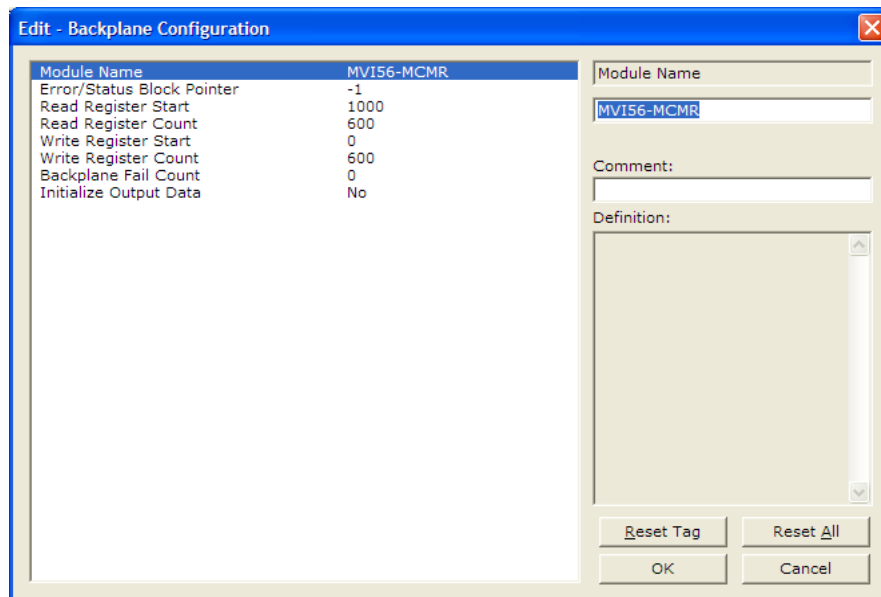 Edit - Backplane Configuration
Module Name MVI56-MCMR
Error/Status Block Pointer -1
Read Register Start 1000
Read Register Count 600
Write Register Start 0
Write Register Count 600
Backplane Fail Count 0
Initialize Output Data No
Module Name
MVI56-MCMR
Comment:
Definition:
Reset Tag Reset All
OK Cancel